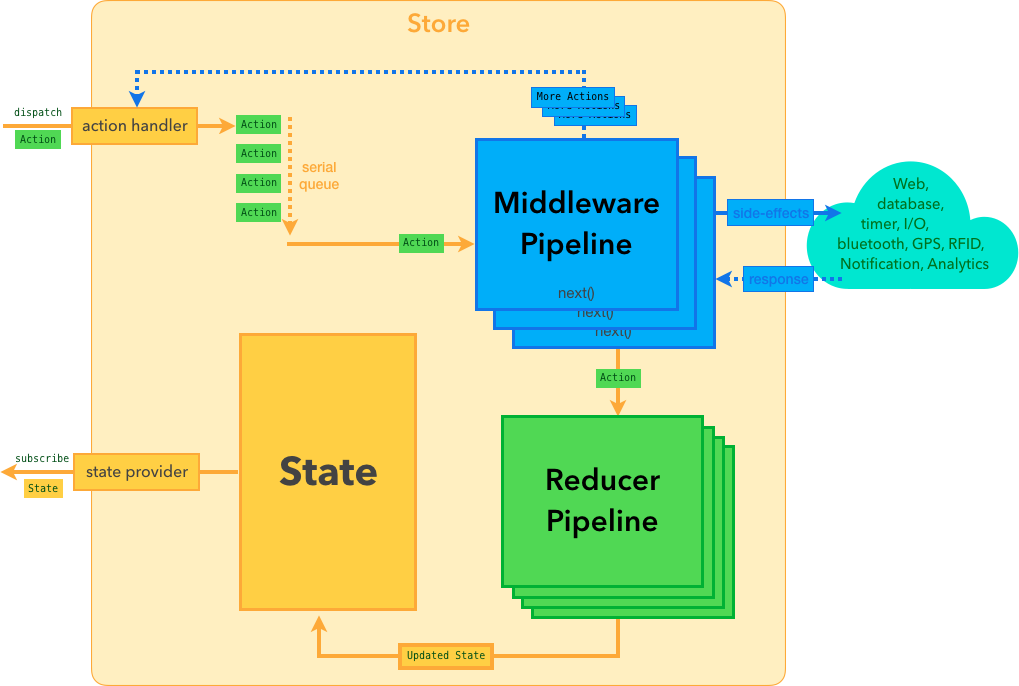 Store
More Actions
More Actions
More Actions
dispatch
Action
action handler
Action
Action
Action
Action
serial
queue
Action
Middleware
Pipeline
next()
next()
next()
side-effects
response
Web,
database,
timer, I/O,
bluetooth, GPS, RFID,
Notification, Analytics
Action
State
subscribe
State
state provider
Reducer
Pipeline
Updated State